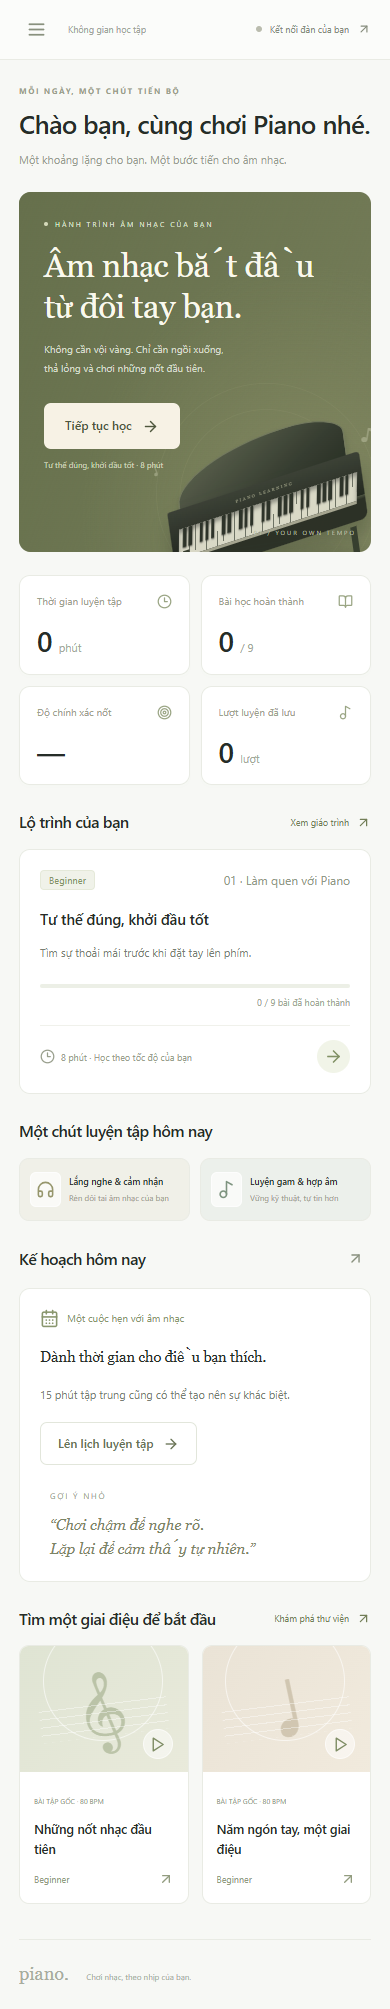 Không gian học tập
Kết nối đàn của bạn
MỖI NGÀY, MỘT CHÚT TIẾN BỘ
Chào bạn, cùng chơi Piano nhé.
Một khoảng lặng cho bạn. Một bước tiến cho âm nhạc.
HÀNH TRÌNH ÂM NHẠC CỦA BẠN
Âm nhạc bắt đầu
từ đôi tay bạn.
Không cần vội vàng. Chỉ cần ngồi xuống,
thả lỏng và chơi những nốt đầu tiên.
Tiếp tục học
Tư thế đúng, khởi đầu tốt · 8 phút
PIANO LEARNING
/ YOUR OWN TEMPO
Thời gian luyện tập
0 phút
Bài học hoàn thành
0 / 9
Độ chính xác nốt
—
Lượt luyện đã lưu
0 lượt
Lộ trình của bạn
Xem giáo trình
Beginner
01 · Làm quen với Piano
Tư thế đúng, khởi đầu tốt
Tìm sự thoải mái trước khi đặt tay lên phím.
0 / 9 bài đã hoàn thành
8 phút · Học theo tốc độ của bạn
Một chút luyện tập hôm nay
Lắng nghe & cảm nhận
Rèn đôi tai âm nhạc của bạn
Luyện gam & hợp âm
Vững kỹ thuật, tự tin hơn
Kế hoạch hôm nay
Một cuộc hẹn với âm nhạc
Dành thời gian cho điều bạn thích.
15 phút tập trung cũng có thể tạo nên sự khác biệt.
Lên lịch luyện tập
GỢI Ý NHỎ
“Chơi chậm để nghe rõ.
Lặp lại để cảm thấy tự nhiên.”
Tìm một giai điệu để bắt đầu
Khám phá thư viện
BÀI TẬP GỐC · 80 BPM
Những nốt nhạc đầu
tiên
Beginner
BÀI TẬP GỐC · 80 BPM
Năm ngón tay, một giai
điệu
Beginner
piano.
Chơi nhạc, theo nhịp của bạn.